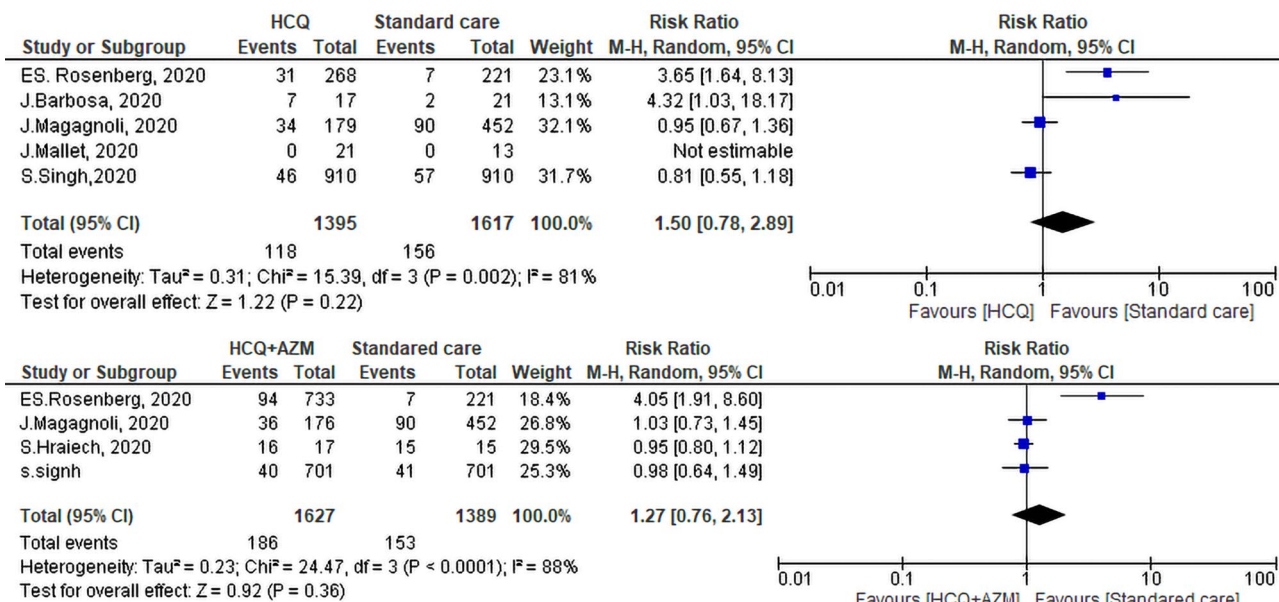 HCQ Standard care Risk Ratio Risk Ratio
Study or Subgroup Events Total Events Total Weight M-H, Random, 95% CI M-H, Random, 95% CI
ES. Rosenberg, 2020 31 268 7 221 23.1% 3.65 [1.64, 8.13]
J.Barbosa, 2020 7 17 2 21 13.1% 4.32 [1.03, 18.17]
J.Magagnoli, 2020 34 179 90 452 32.1% 0.95 [0.67, 1.36]
J.Mallet, 2020 0 21 0 13 Not estimable
S.Singh,2020 46 910 57 910 31.7% 0.81 [0.55, 1.18]
Total (95% CI) 1395 1617 100.0% 1.50 [0.78, 2.89]
Total events 118 156
Heterogeneity: Tau² = 0.31; Chi² = 15.39, df = 3 (P = 0.002); I² = 81%
Test for overall effect: Z = 1.22 (P = 0.22)
0.01 0.1 1 10 100
Favours [HCQ] Favours [Standard care]
HCQ+AZM Standared care Risk Ratio Risk Ratio
Study or Subgroup Events Total Events Total Weight M-H, Random, 95% CI M-H, Random, 95% CI
ES.Rosenberg, 2020 94 733 7 221 18.4% 4.05 [1.91, 8.60]
J.Magagnoli, 2020 36 176 90 452 26.8% 1.03 [0.73, 1.45]
S.Hraiech, 2020 16 17 15 15 29.5% 0.95 [0.80, 1.12]
s.signh 40 701 41 701 25.3% 0.98 [0.64, 1.49]
Total (95% CI) 1627 1389 100.0% 1.27 [0.76, 2.13]
Total events 186 153
Heterogeneity: Tau² = 0.23; Chi² = 24.47, df = 3 (P < 0.0001); I² = 88%
Test for overall effect: Z = 0.92 (P = 0.36)
0.01 0.1 1 10 100
Favours [HCQ+AZM] Favours [Standared care]